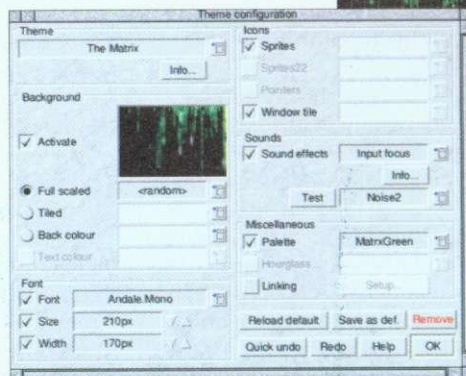 Theme configuration
Theme
The Matrix
Info...
Background
Activate
Full scaled
<random>
Tiled
Back colour
Text colour
Font
Font
Andale.Mono
Size
210px
Width
170px
Icons
Sprites
Sprites22
Pointers
Window tile
Sounds
Sound effects
Input focus
Info...
Test
Noise2
Miscellaneous
Palette
MatrxGreen
Hourglass
Linking
Setup...
Reload default
Save as def.
Remove
Quick undo
Redo
Help
OK